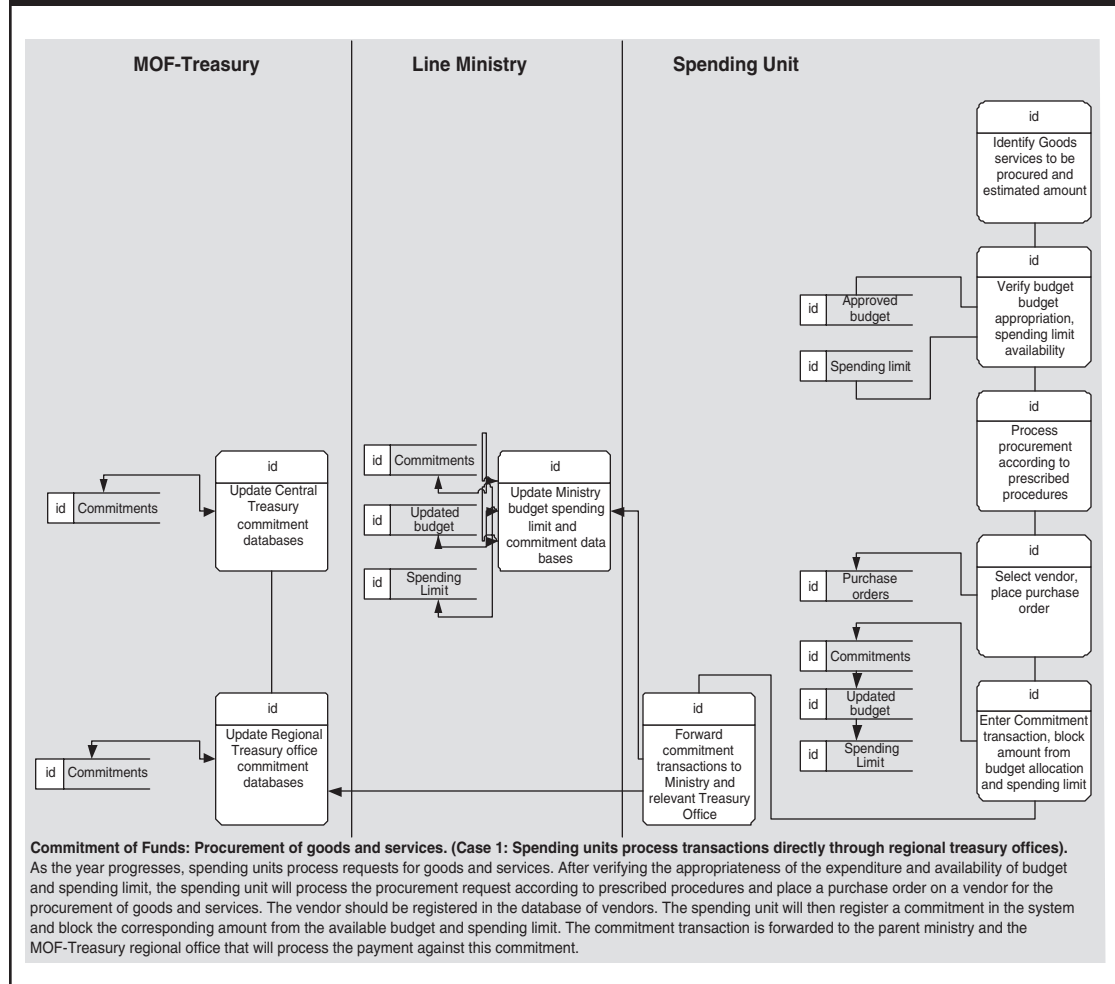 MOF-Treasury
Line Ministry
Spending Unit
id
Identify Goods
services to be
procured and
estimated amount
id
Verify budget
budget
appropriation,
spending limit
availability
id
Approved
budget
id
Spending limit
id
Process
procurement
according to
prescribed
procedures
id
Commitments
id
Updated
budget
id
Spending
Limit
id
Update Ministry
budget spending
limit and
commitment data
bases
id
Update Central
Treasury
commitment
databases
id
Commitments
id
Select vendor,
place purchase
order
id
Purchase
orders
id
Commitments
id
Updated
budget
id
Spending
Limit
id
Enter Commitment
transaction, block
amount from
budget allocation
and spending limit
id
Forward
commitment
transactions to
Ministry and
relevant Treasury
Office
id
Update Regional
Treasury office
commitment
databases
id
Commitments
Commitment of Funds: Procurement of goods and services. (Case 1: Spending units process transactions directly through regional treasury offices).
As the year progresses, spending units process requests for goods and services. After verifying the appropriateness of the expenditure and availability of budget
and spending limit, the spending unit will process the procurement request according to prescribed procedures and place a purchase order on a vendor for the
procurement of goods and services. The vendor should be registered in the database of vendors. The spending unit will then register a commitment in the system
and block the corresponding amount from the available budget and spending limit. The commitment transaction is forwarded to the parent ministry and the
MOF-Treasury regional office that will process the payment against this commitment.